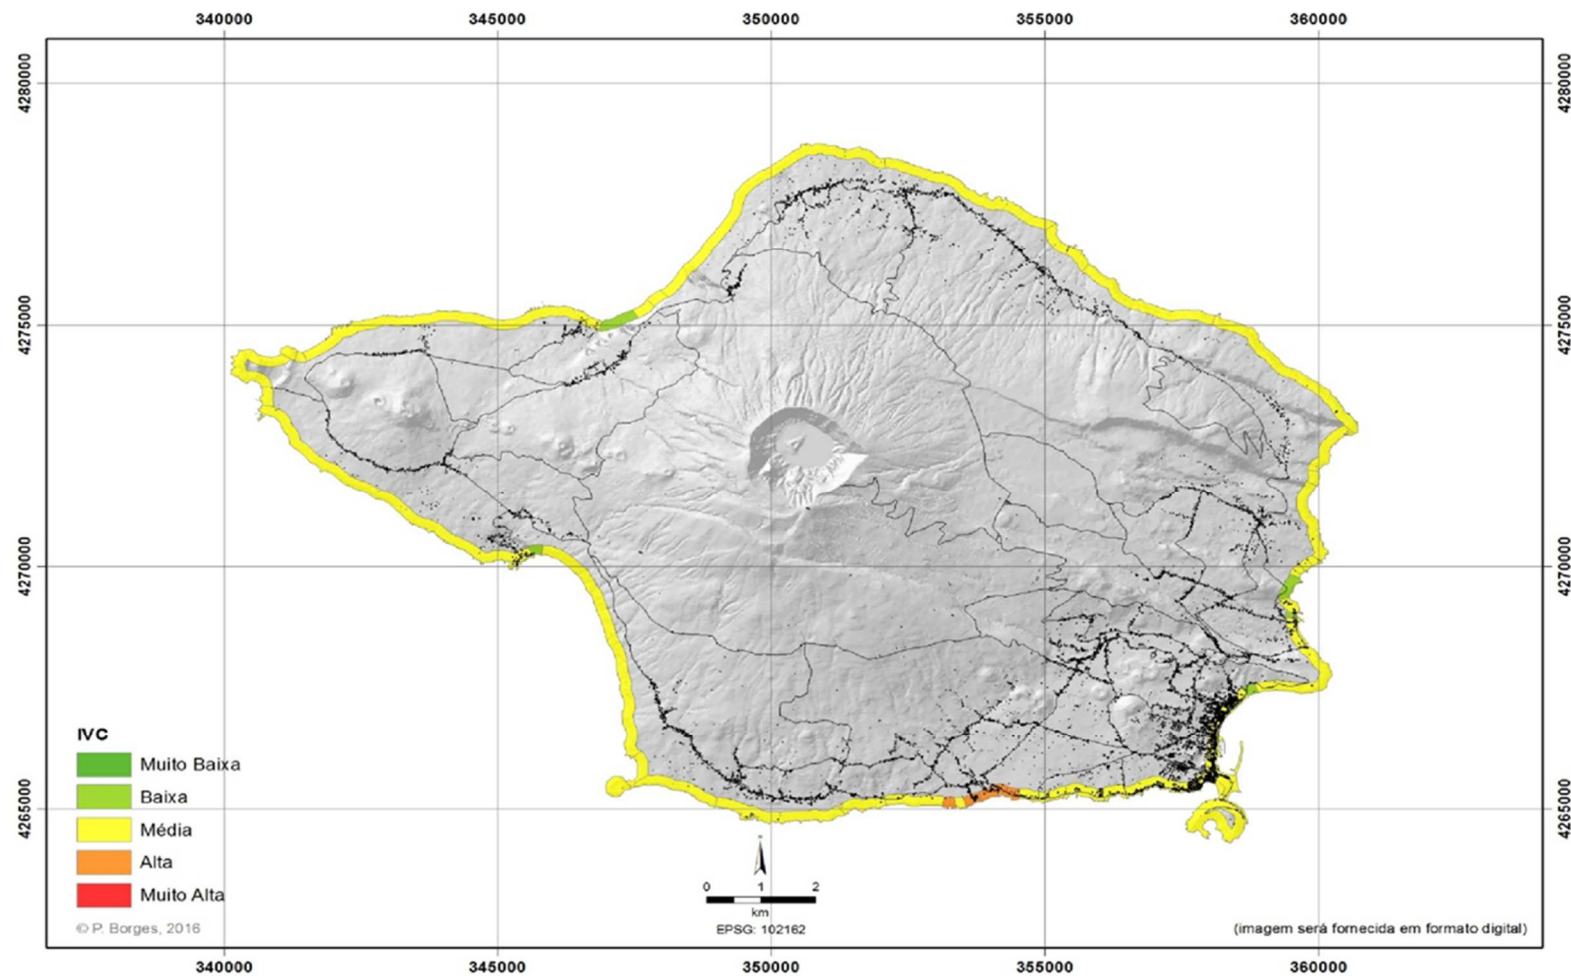 340000 345000 350000 355000 360000
4280000 4280000
4275000 4275000
4270000 4270000
4265000 4265000
IVC
Muito Baixa
Baixa
Média
Alta
Muito Alta
© P. Borges, 2016
0 1 2
km
EPSG: 102162
(imagem será fornecida em formato digital)
340000 345000 350000 355000 360000